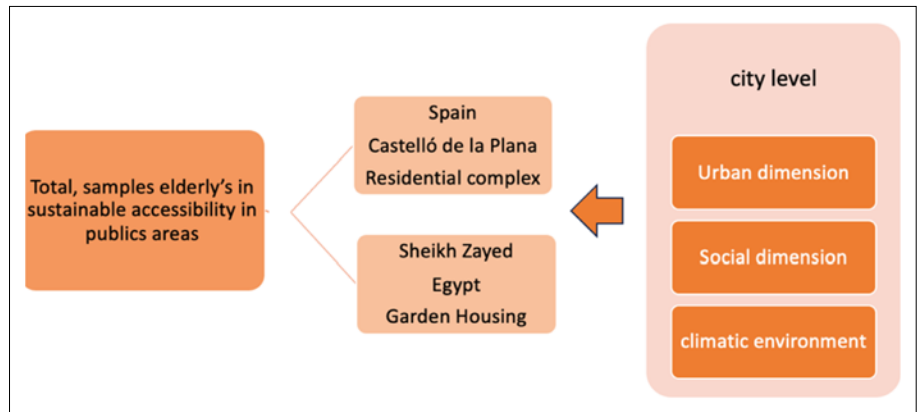 Total, samples elderly's in
sustainable accessibility in
publics areas
Spain
Castelló de la Plana
Residential complex
Sheikh Zayed
Egypt
Garden Housing
city level
Urban dimension
Social dimension
climatic environment